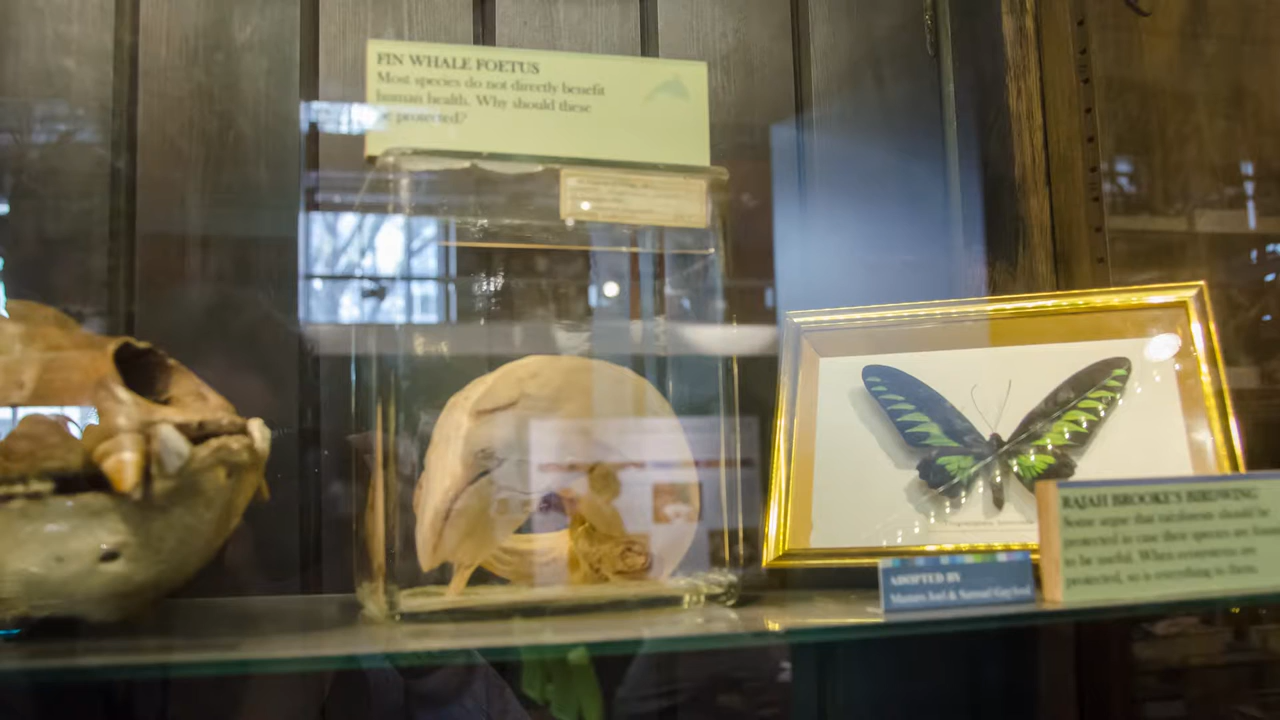 FIN WHALE FOETUS
Most species do not directly benefit
human health. Why should these
be protected?
RAJAH BROOKE'S BIRDWING
Some argue that rainforests should be
protected in case their species are found
to be useful. When ecosystems are
protected, so is everything in them.
ADOPTED BY